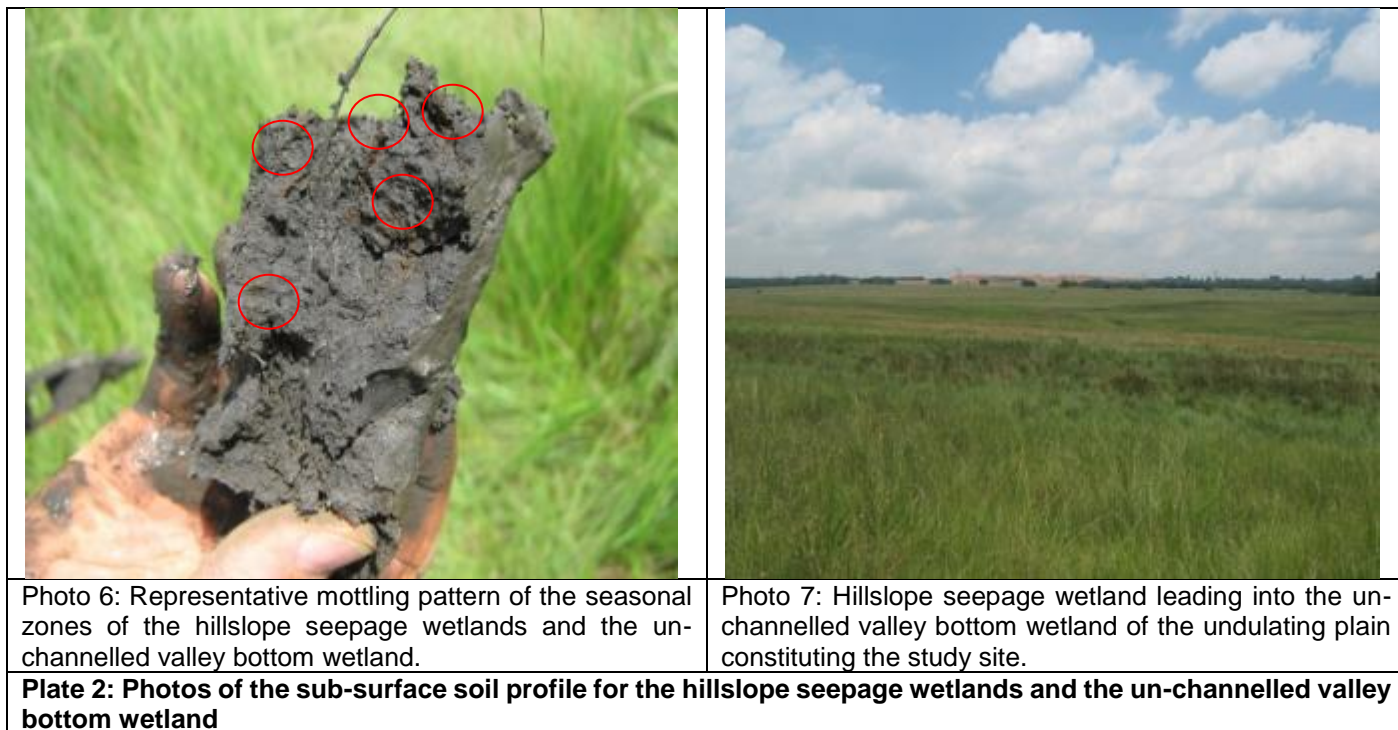 Photo 6: Representative mottling pattern of the seasonal
zones of the hillslope seepage wetlands and the un-
channelled valley bottom wetland.
Photo 7: Hillslope seepage wetland leading into the un-
channelled valley bottom wetland of the undulating plain
constituting the study site.
Plate 2: Photos of the sub-surface soil profile for the hillslope seepage wetlands and the un-channelled valley
bottom wetland